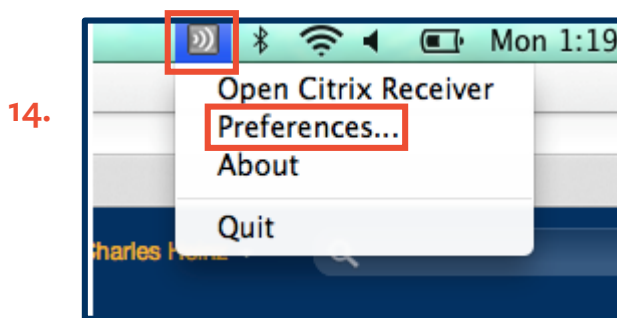 Mon 1:19
14.
Open Citrix Receiver
Preferences...
About
Quit
Charles